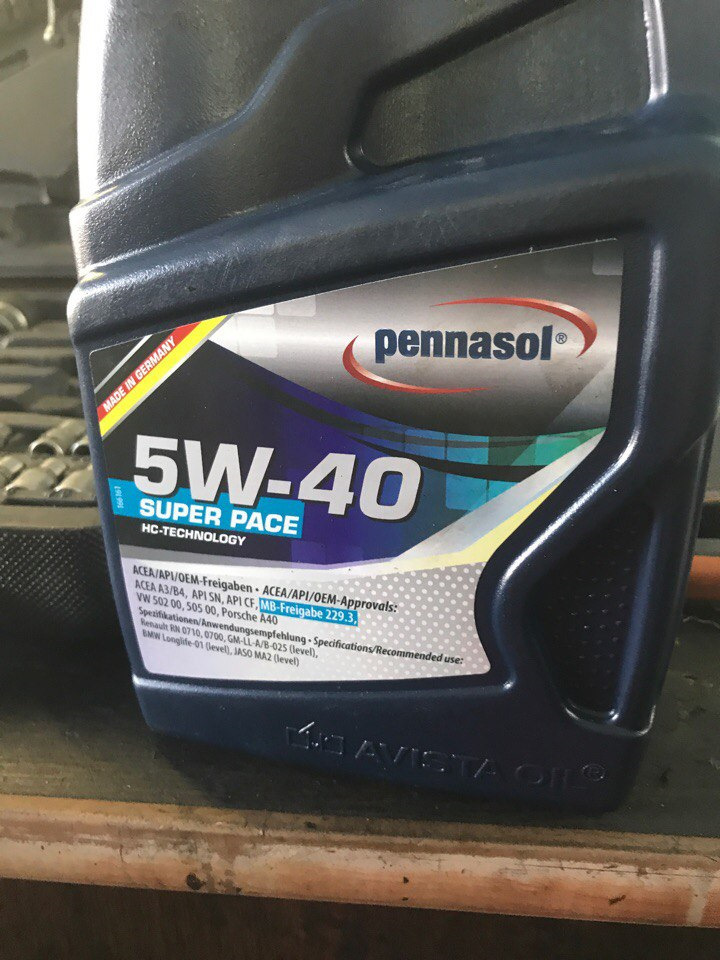 MADE IN GERMANY
pennasol®
5W-40
SUPER PACE
HC-TECHNOLOGY
166161
ACEA/API/OEM-Freigaben • ACEA/API/OEM-Approvals:
ACEA A3/B4, API SN, API CF, MB-Freigabe 229.3,
VW 502 00, 505 00, Porsche A40
Spezifikationen/Anwendungsempfehlung • Specifications/Recommended use:
Renault RN 0710, 0700, GM-LL-A/B-025 (level),
BMW Longlife-01 (level), JASO MA2 (level)
AVISTA OIL®